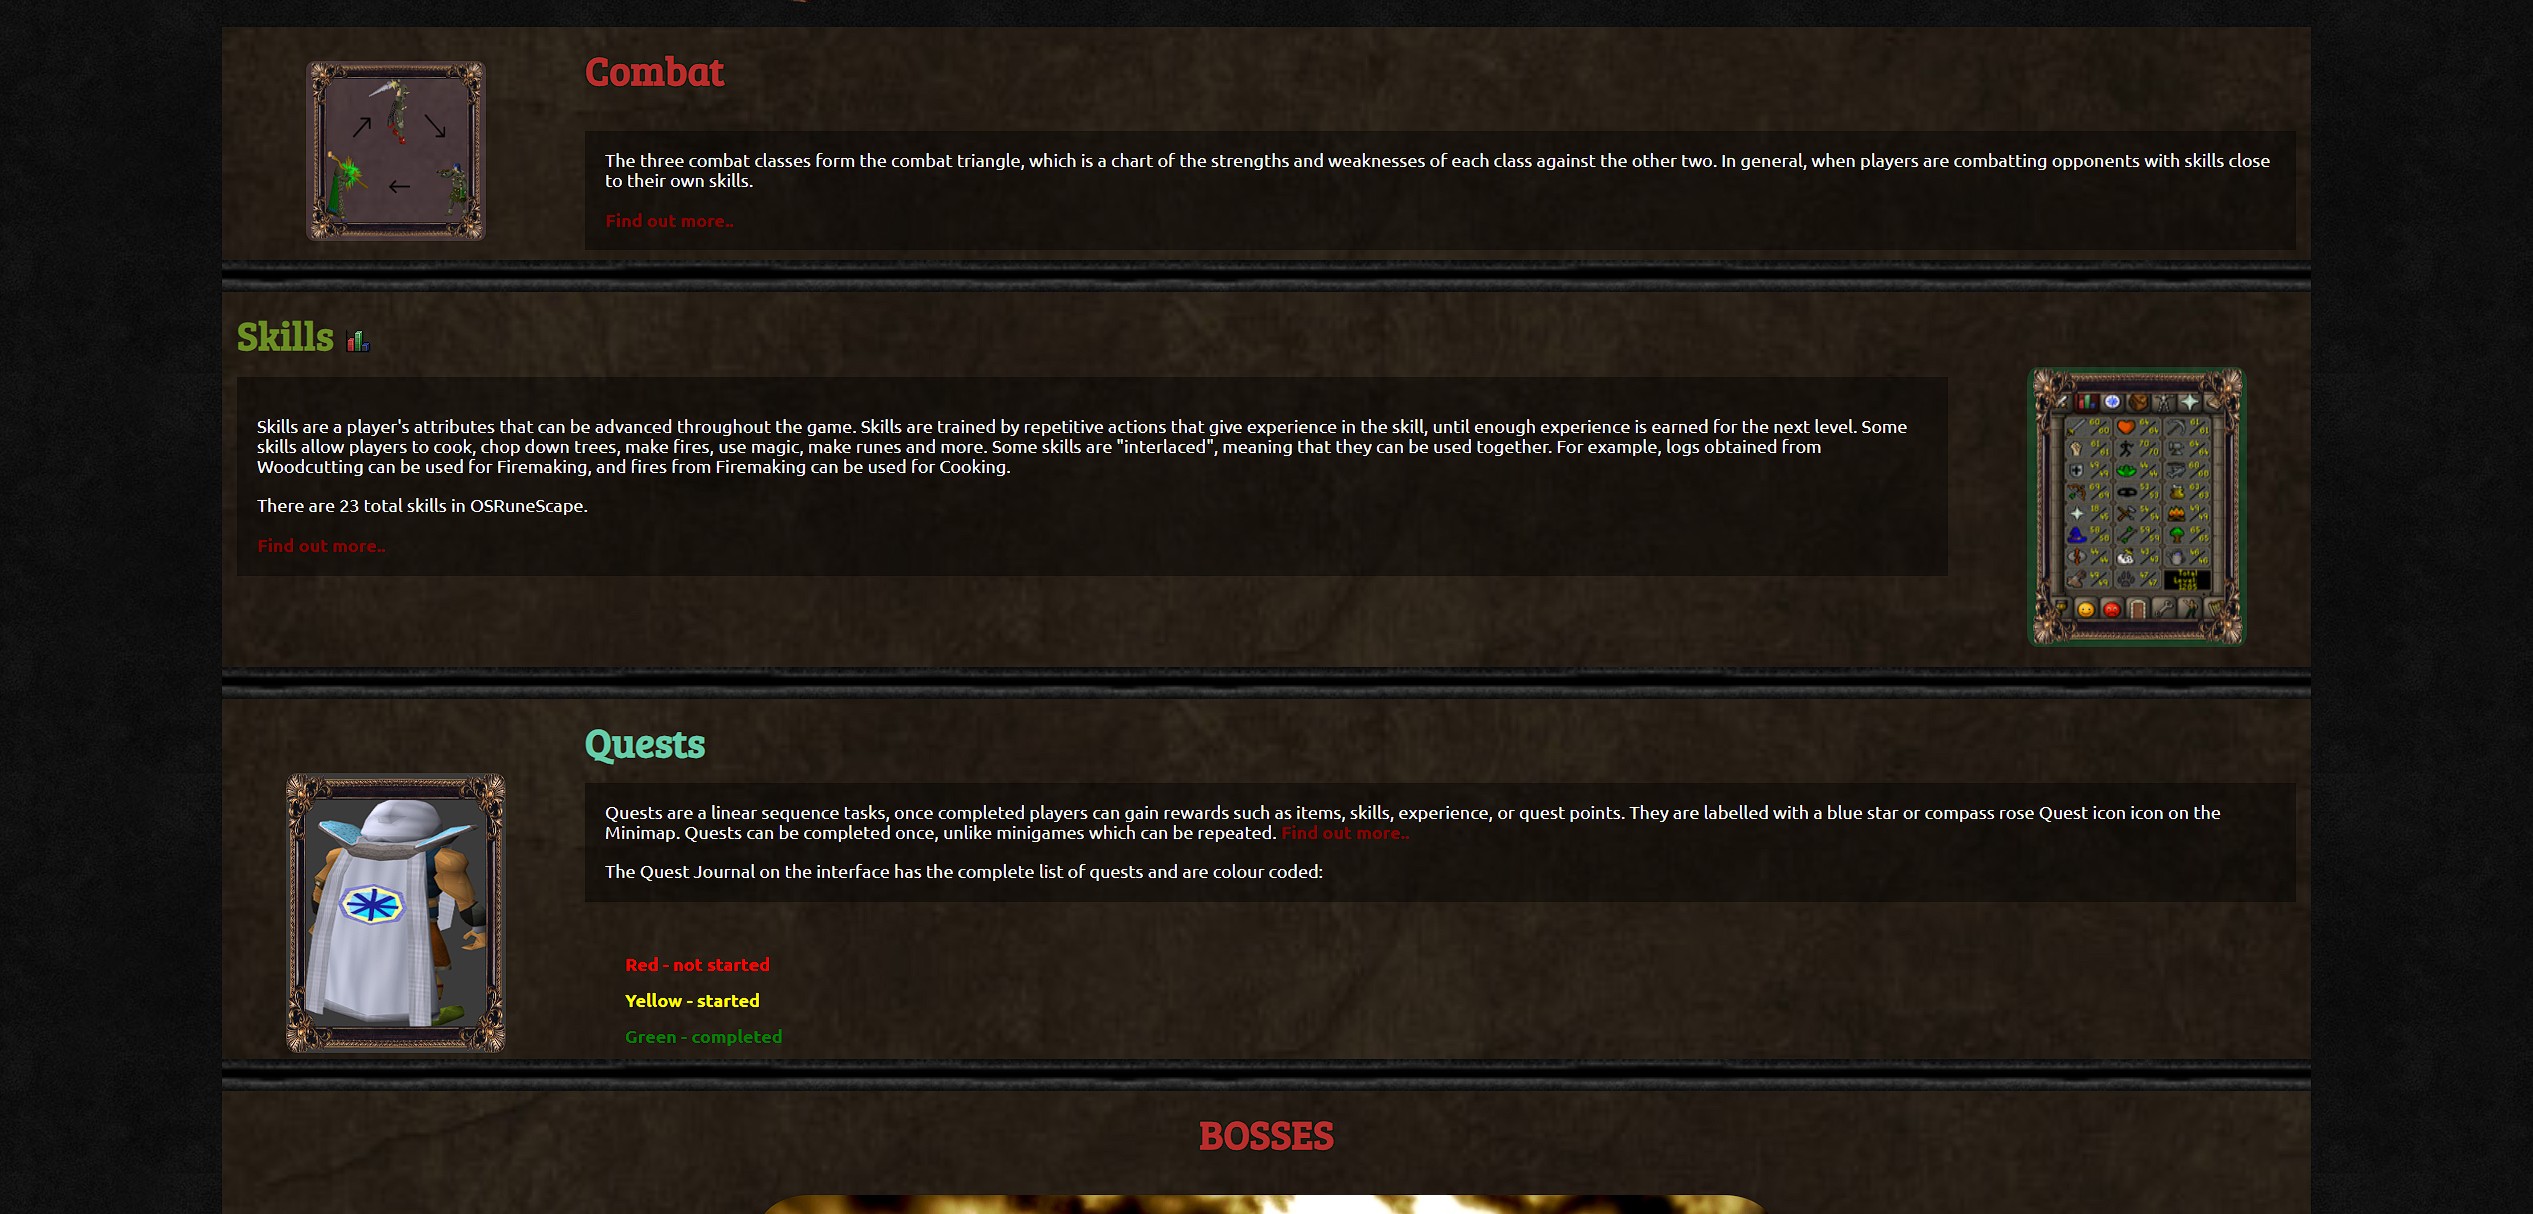 Combat
The three combat classes form the combat triangle, which is a chart of the strengths and weaknesses of each class against the other two. In general, when players are combatting opponents with skills close
to their own skills.
Find out more..
Skills
Skills are a player's attributes that can be advanced throughout the game. Skills are trained by repetitive actions that give experience in the skill, until enough experience is earned for the next level. Some
skills allow players to cook, chop down trees, make fires, use magic, make runes and more. Some skills are "interlaced", meaning that they can be used together. For example, logs obtained from
Woodcutting can be used for Firemaking, and fires from Firemaking can be used for Cooking.
There are 23 total skills in OSRuneScape.
Find out more..
Total
Level:
1205
Quests
Quests are a linear sequence tasks, once completed players can gain rewards such as items, skills, experience, or quest points. They are labelled with a blue star or compass rose Quest icon icon on the
Minimap. Quests can be completed once, unlike minigames which can be repeated. Find out more..
The Quest Journal on the interface has the complete list of quests and are colour coded:
Red - not started
Yellow - started
Green - completed
BOSSES